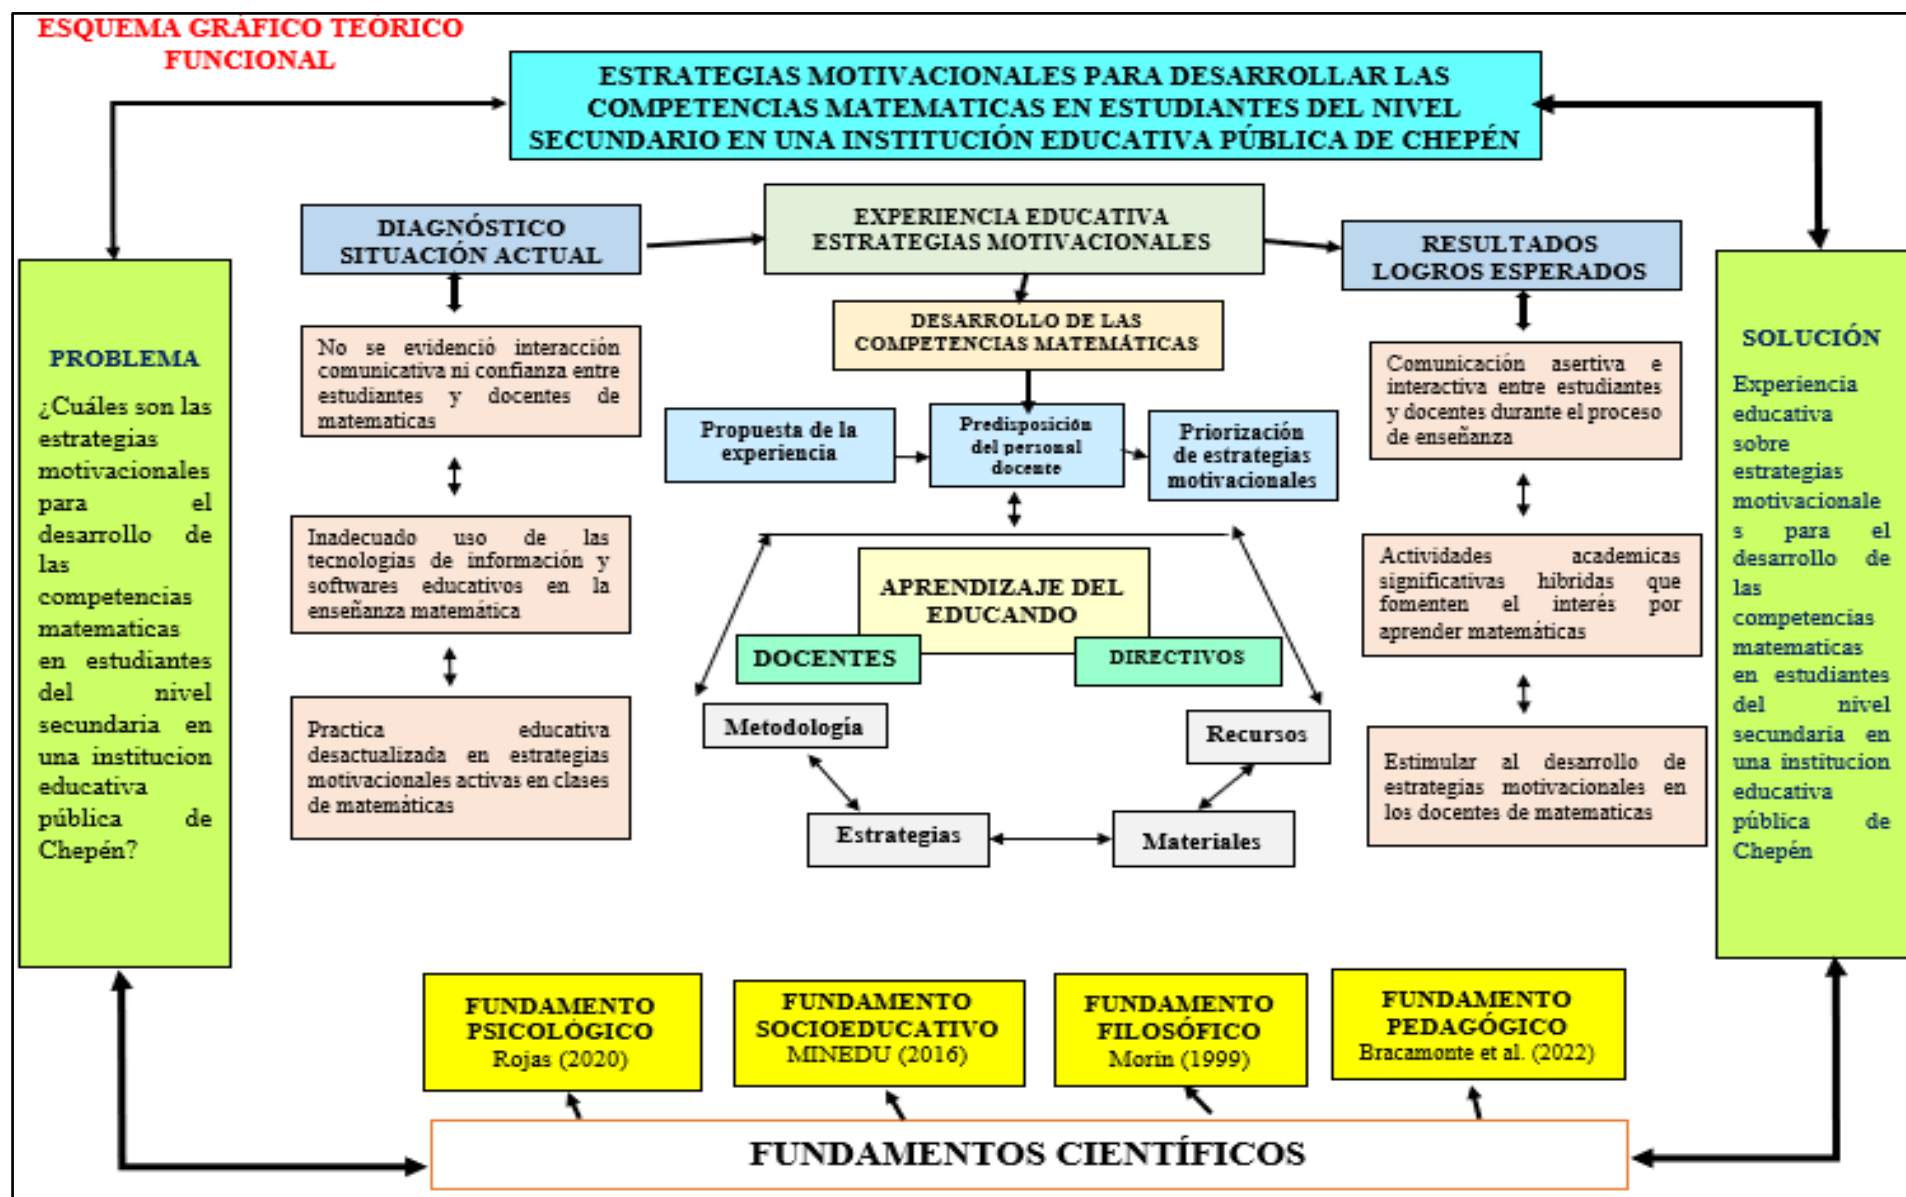 ESQUEMA GRÁFICO TEÓRICO
FUNCIONAL
ESTRATEGIAS MOTIVACIONALES PARA DESARROLLAR LAS
COMPETENCIAS MATEMATICAS EN ESTUDIANTES DEL NIVEL
SECUNDARIO EN UNA INSTITUCIÓN EDUCATIVA PÚBLICA DE CHEPÉN
PROBLEMA
¿Cuáles son las
estrategias
motivacionales
para el
desarrollo de
las
competencias
matematicas
en estudiantes
del nivel
secundaria en
una institucion
educativa
pública de
Chepén?
DIAGNÓSTICO
SITUACIÓN ACTUAL
No se evidenció interacción
comunicativa ni confianza entre
estudiantes y docentes de
matematicas
Inadecuado uso de las
tecnologías de información y
softwares educativos en la
enseñanza matemática
Practica educativa
desactualizada en estrategias
motivacionales activas en clases
de matemáticas
EXPERIENCIA EDUCATIVA
ESTRATEGIAS MOTIVACIONALES
DESARROLLO DE LAS
COMPETENCIAS MATEMÁTICAS
Propuesta de la
experiencia
Predisposición
del personal
docente
Priorización
de estrategias
motivacionales
APRENDIZAJE DEL
EDUCANDO
DOCENTES
DIRECTIVOS
Metodología
Recursos
Estrategias
Materiales
RESULTADOS
LOGROS ESPERADOS
Comunicación asertiva e
interactiva entre estudiantes
y docentes durante el proceso
de enseñanza
Actividades academicas
significativas hibridas que
fomenten el interés por
aprender matemáticas
Estimular al desarrollo de
estrategias motivacionales en
los docentes de matematicas
SOLUCIÓN
Experiencia
educativa
sobre
estrategias
motivacionale
s para el
desarrollo de
las
competencias
matematicas
en estudiantes
del nivel
secundaria en
una institucion
educativa
pública de
Chepén
FUNDAMENTO
PSICOLÓGICO
Rojas (2020)
FUNDAMENTO
SOCIOEDUCATIVO
MINEDU (2016)
FUNDAMENTO
FILOSÓFICO
Morin (1999)
FUNDAMENTO
PEDAGÓGICO
Bracamonte et al. (2022)
FUNDAMENTOS CIENTÍFICOS